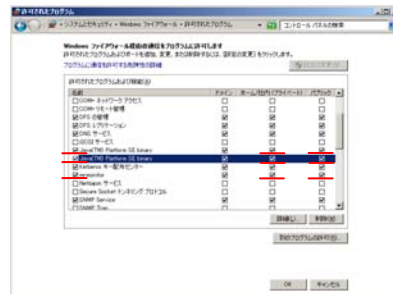 許可されたプログラム
システムとセキュリティ
Windows ファイアウォール
許可されたプログラム
コントロール パネルの検索
Windows ファイアウォール経由の通信をプログラムに許可します
許可されたプログラムおよびポートを追加、変更、または削除するには、[設定の変更] をクリックします。
プログラムに通信を許可する危険性の詳細
許可されたプログラムおよび機能(A):
名前 ドメイン ホーム/社内 (プライベート) パブリック
COM+ ネットワーク アクセス
COM+ リモート管理
DFS の管理
DFS レプリケーション
DNS サービス
iSCSI サービス
Java(TM) Platform SE binary
Java(TM) Platform SE binary
Kerberos キー配布センター
Netlogon サービス
Secure Socket トンネリング プロトコル
SNMP Service
SNMP Trap
詳細(L)... 削除(M)
別のプログラムの許可(R)...
OK キャンセル